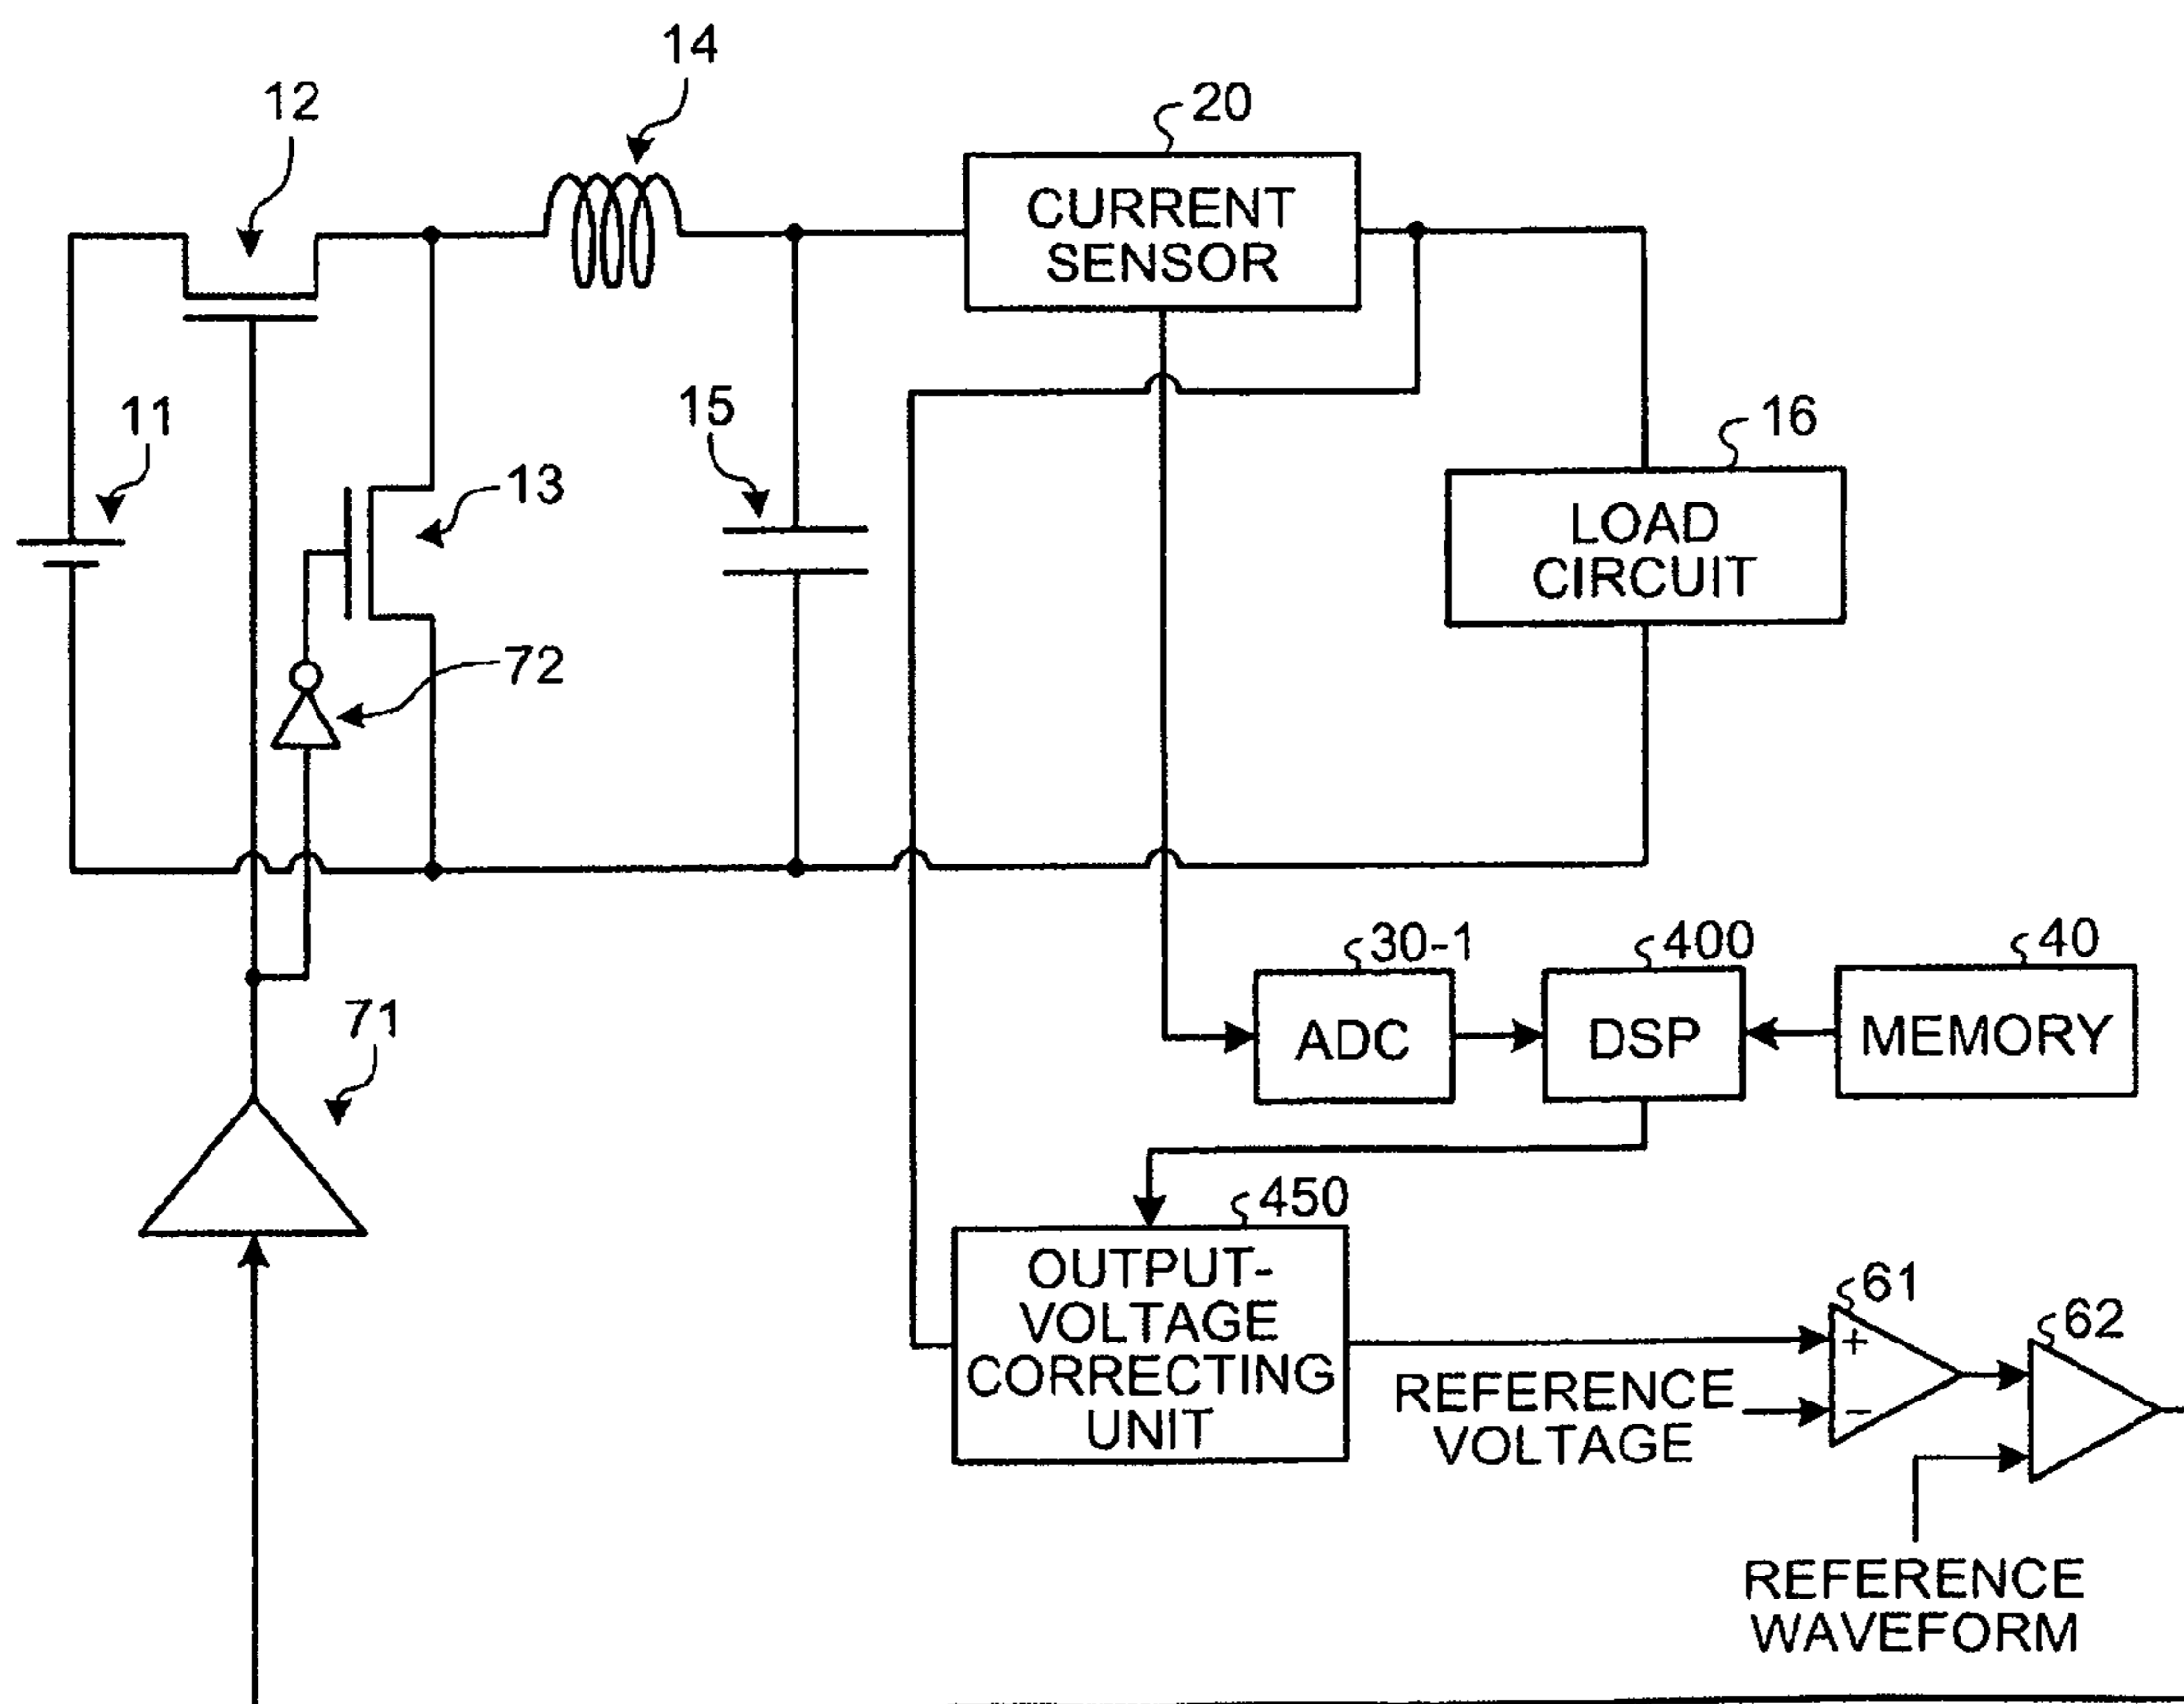 14
12
20
CURRENT
SENSOR
11
15
16
13
LOAD
CIRCUIT
72
30-1
400
40
71
ADC
DSP
MEMORY
450
OUTPUT-
VOLTAGE
CORRECTING
UNIT
61
62
+
−
REFERENCE
VOLTAGE
REFERENCE
WAVEFORM